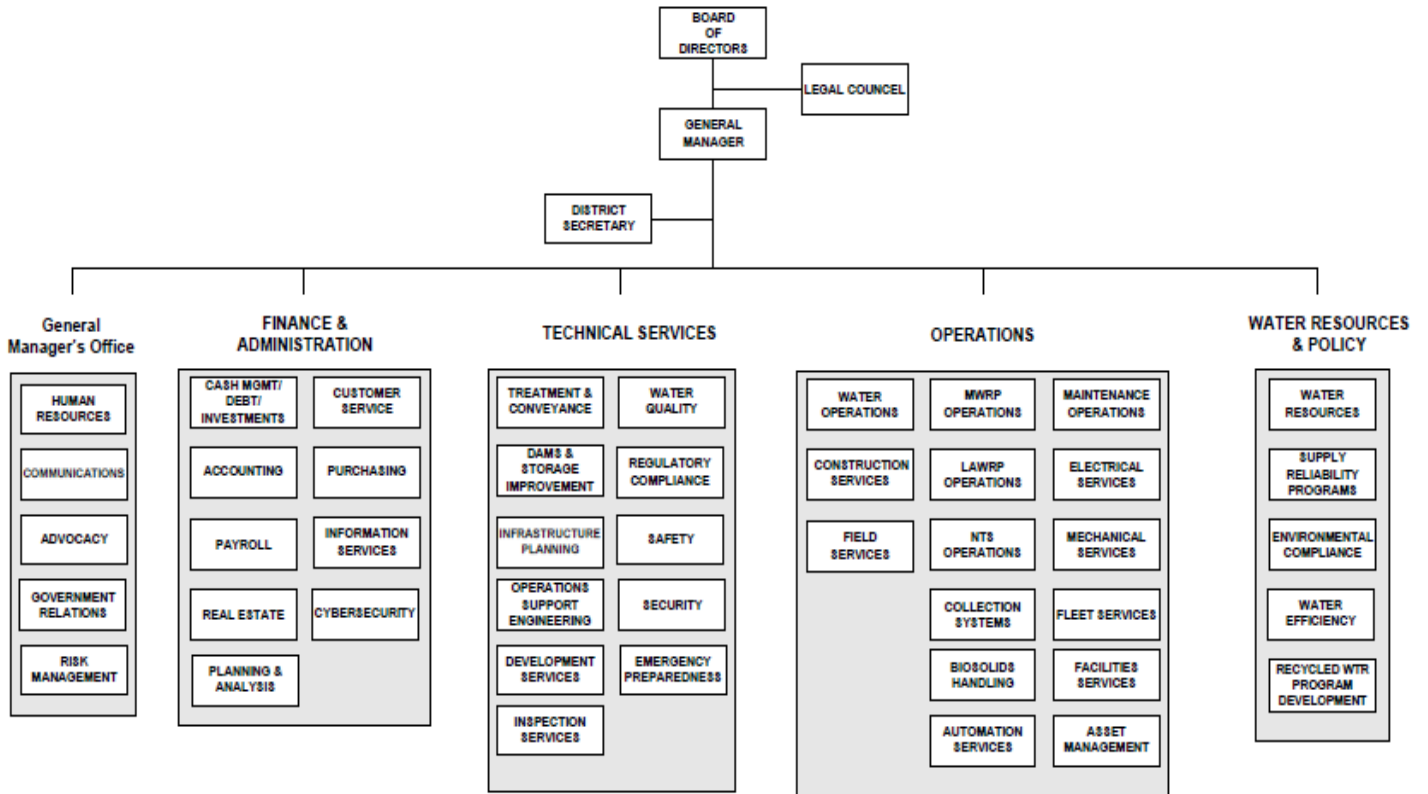 BOARD
OF
DIRECTORS
LEGAL COUNCEL
GENERAL
MANAGER
DISTRICT
SECRETARY
General
Manager's Office
HUMAN
RESOURCES
COMMUNICATIONS
ADVOCACY
GOVERNMENT
RELATIONS
RISK
MANAGEMENT
FINANCE &
ADMINISTRATION
CASH MGMT/
DEBT/
INVESTMENTS
ACCOUNTING
PAYROLL
REAL ESTATE
PLANNING &
ANALYSIS
CUSTOMER
SERVICE
PURCHASING
INFORMATION
SERVICES
CYBERSECURITY
TECHNICAL SERVICES
TREATMENT &
CONVEYANCE
DAMS &
STORAGE
IMPROVEMENT
INFRASTRUCTURE
PLANNING
OPERATIONS
SUPPORT
ENGINEERING
DEVELOPMENT
SERVICES
INSPECTION
SERVICES
WATER
QUALITY
REGULATORY
COMPLIANCE
SAFETY
SECURITY
EMERGENCY
PREPAREDNESS
OPERATIONS
WATER
OPERATIONS
CONSTRUCTION
SERVICES
FIELD
SERVICES
MWRP
OPERATIONS
LAWRP
OPERATIONS
NTS
OPERATIONS
COLLECTION
SYSTEMS
BIOSOLIDS
HANDLING
AUTOMATION
SERVICES
MAINTENANCE
OPERATIONS
ELECTRICAL
SERVICES
MECHANICAL
SERVICES
FLEET SERVICES
FACILITIES
SERVICES
ASSET
MANAGEMENT
WATER RESOURCES
& POLICY
WATER
RESOURCES
SUPPLY
RELIABILITY
PROGRAMS
ENVIRONMENTAL
COMPLIANCE
WATER
EFFICIENCY
RECYCLED WTR
PROGRAM
DEVELOPMENT